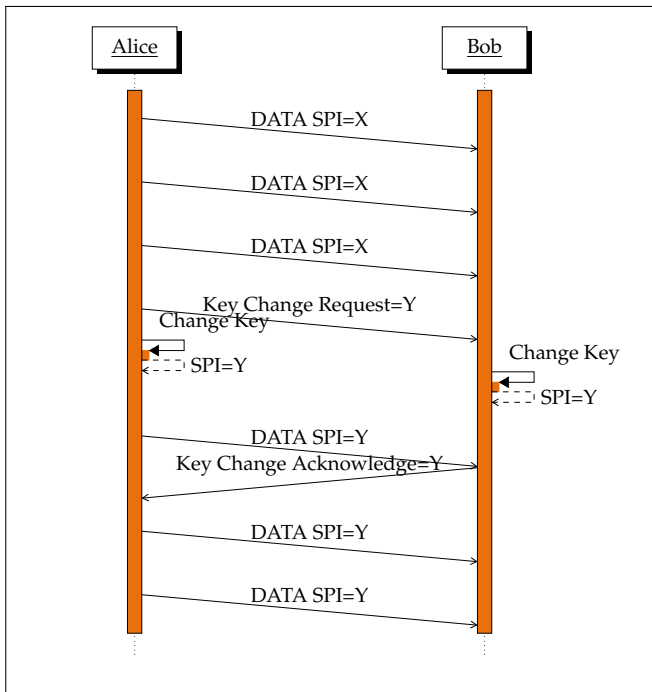 Alice
Bob
DATA SPI=X
DATA SPI=X
DATA SPI=X
Key Change Request=Y
Change Key
SPI=Y
Change Key
SPI=Y
DATA SPI=Y
Key Change Acknowledge=Y
DATA SPI=Y
DATA SPI=Y